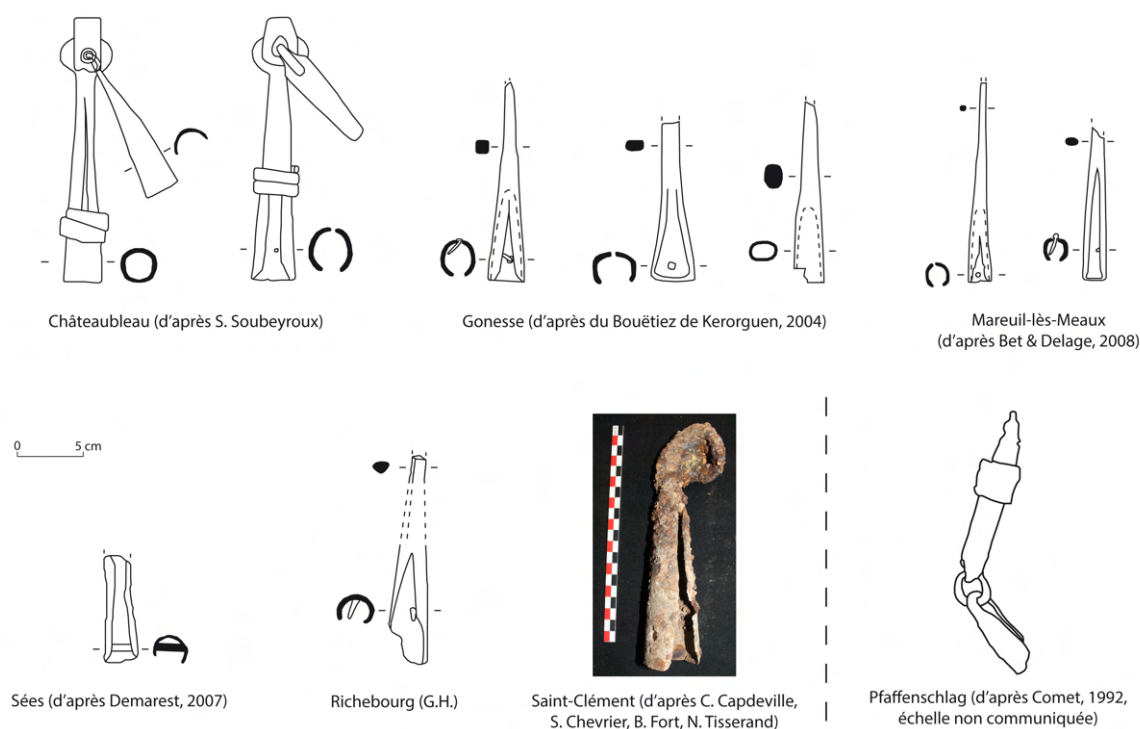 Châteaubleau (d'après S. Soubeyroux)
Gonesse (d'après du Bouëtiez de Kerorguen, 2004)
Mareuil-lès-Meaux
(d'après Bet & Delage, 2008)
0 5 cm
Sées (d'après Demarest, 2007)
Richebourg (G.H.)
Saint-Clément (d'après C. Capdeville,
S. Chevrier, B. Fort, N. Tisserand)
Pfaffenschlag (d'après Comet, 1992,
échelle non communiquée)